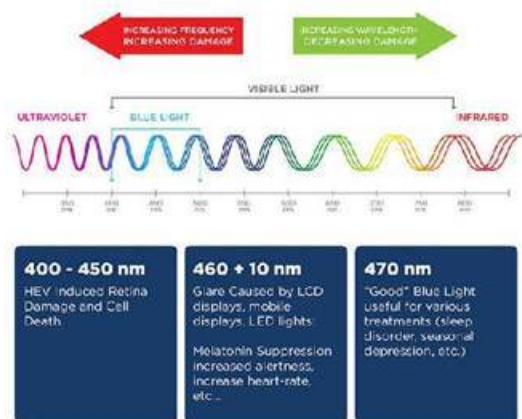 INCREASING FREQUENCY
INCREASING DAMAGE
INCREASING WAVELENGTH
DECREASING DAMAGE
VISIBLE LIGHT
ULTRAVIOLET
BLUE LIGHT
INFRARED
400 - 450 nm
HEV Induced Retina
Damage and Cell
Death
460 + 10 nm
Glare Caused by LCD
displays, mobile
displays, LED lights:
Melatonin Suppression
increased alertness,
increase heart-rate,
etc...
470 nm
"Good" Blue Light
useful for various
treatments (sleep
disorder, seasonal
depression, etc.)